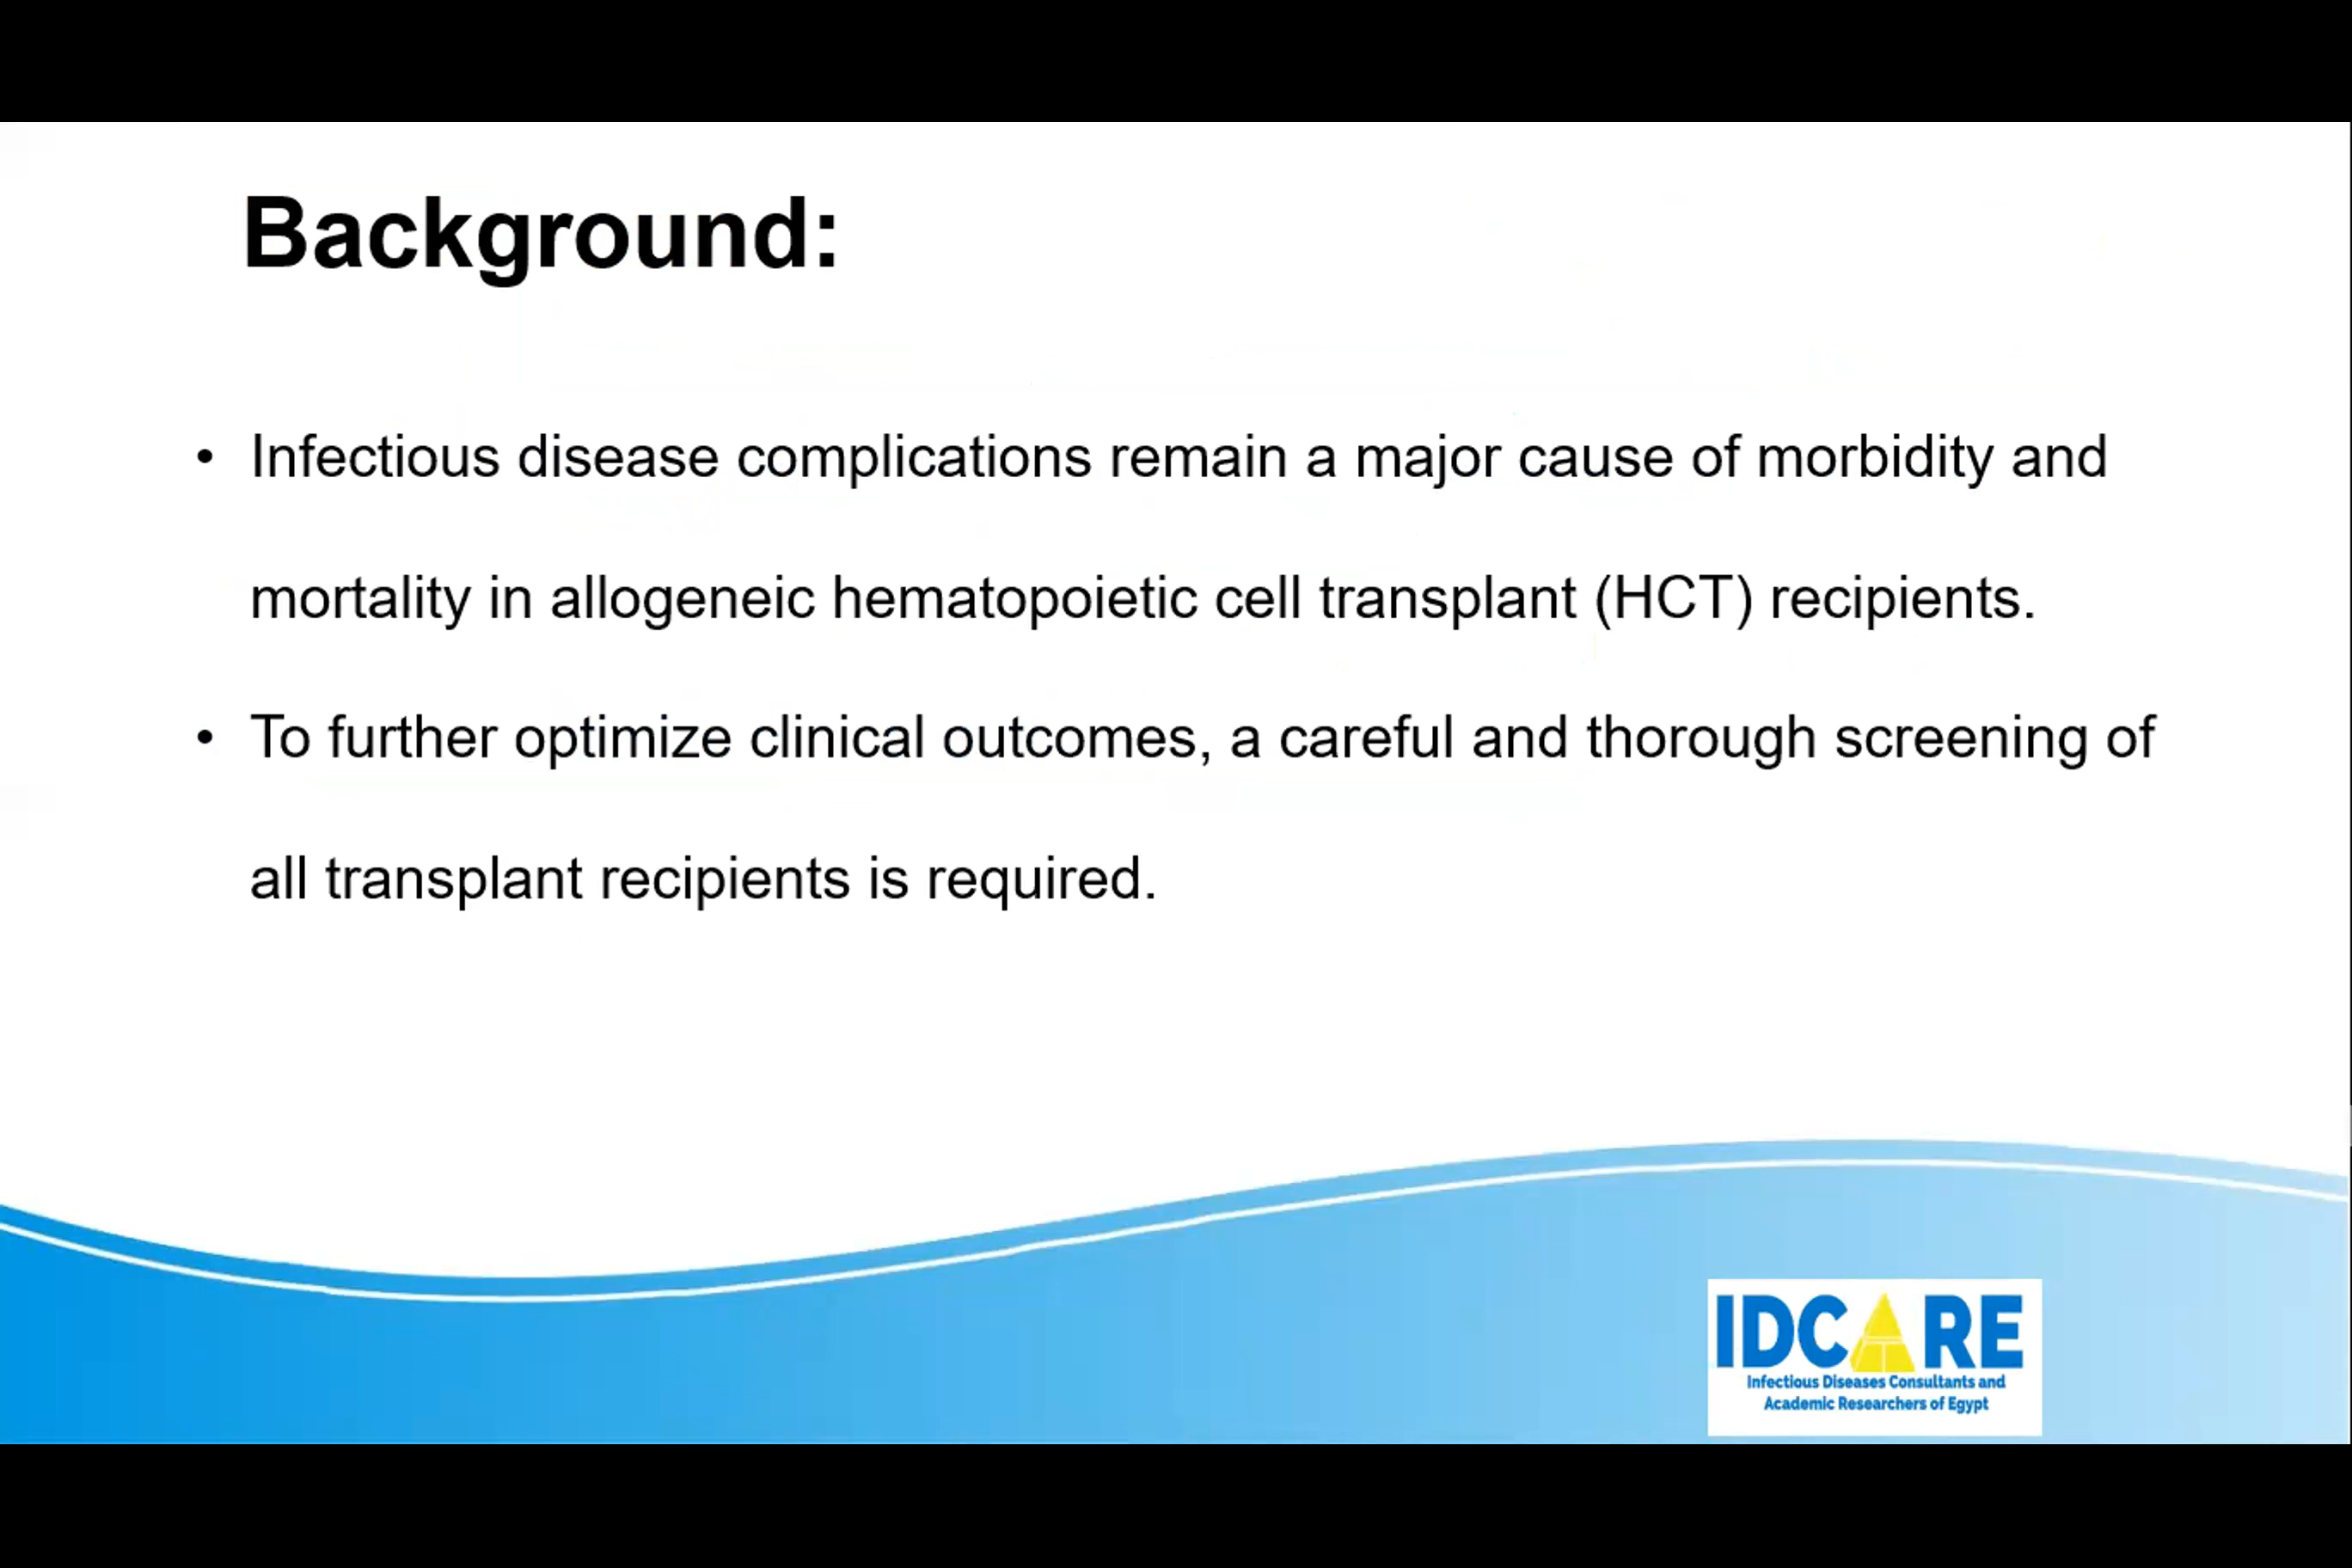 Background:
• Infectious disease complications remain a major cause of morbidity and
mortality in allogeneic hematopoietic cell transplant (HCT) recipients.
• To further optimize clinical outcomes, a careful and thorough screening of
all transplant recipients is required.
IDCARE
Infectious Diseases Consultants and
Academic Researchers of Egypt